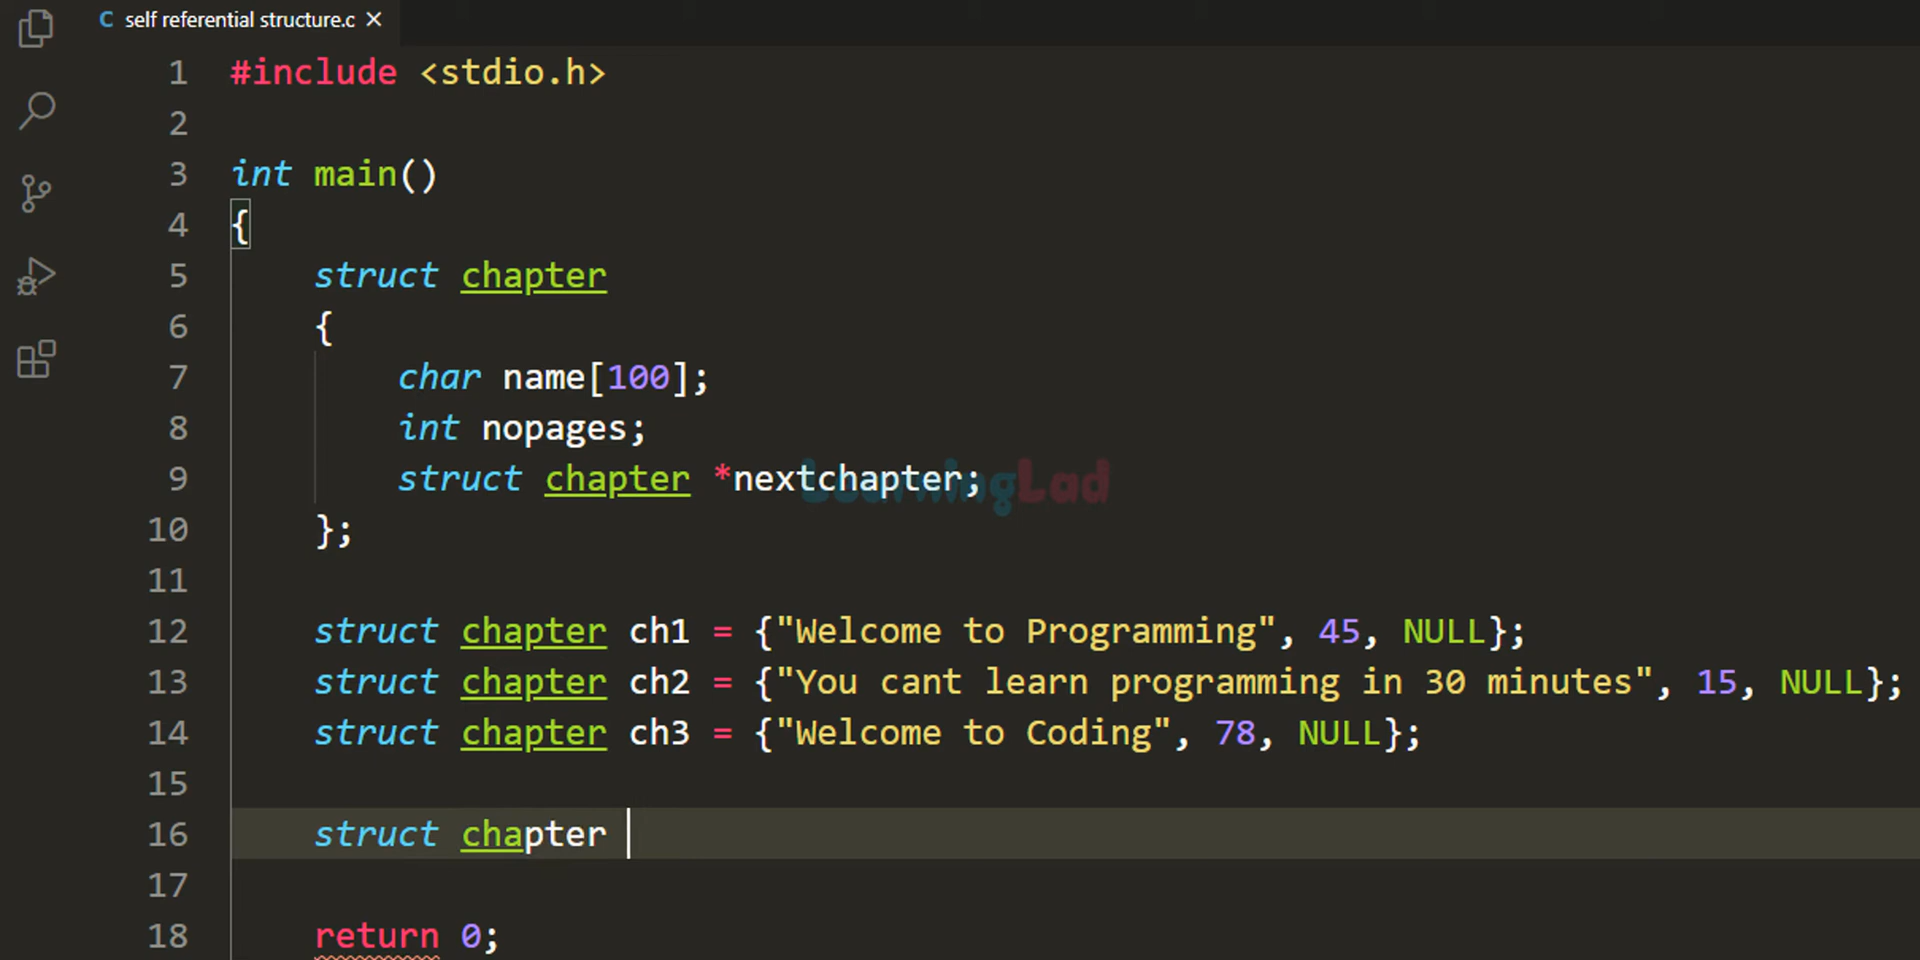 self referential structure.c
1 #include <stdio.h>
2
3 int main()
4 {
5 struct chapter
6 {
7 char name[100];
8 int nopages;
9 struct chapter *nextchapter;
LearningLad
10 };
11
12 struct chapter ch1 = {"Welcome to Programming", 45, NULL};
13 struct chapter ch2 = {"You cant learn programming in 30 minutes", 15, NULL};
14 struct chapter ch3 = {"Welcome to Coding", 78, NULL};
15
16 struct chapter
17
18 return 0;